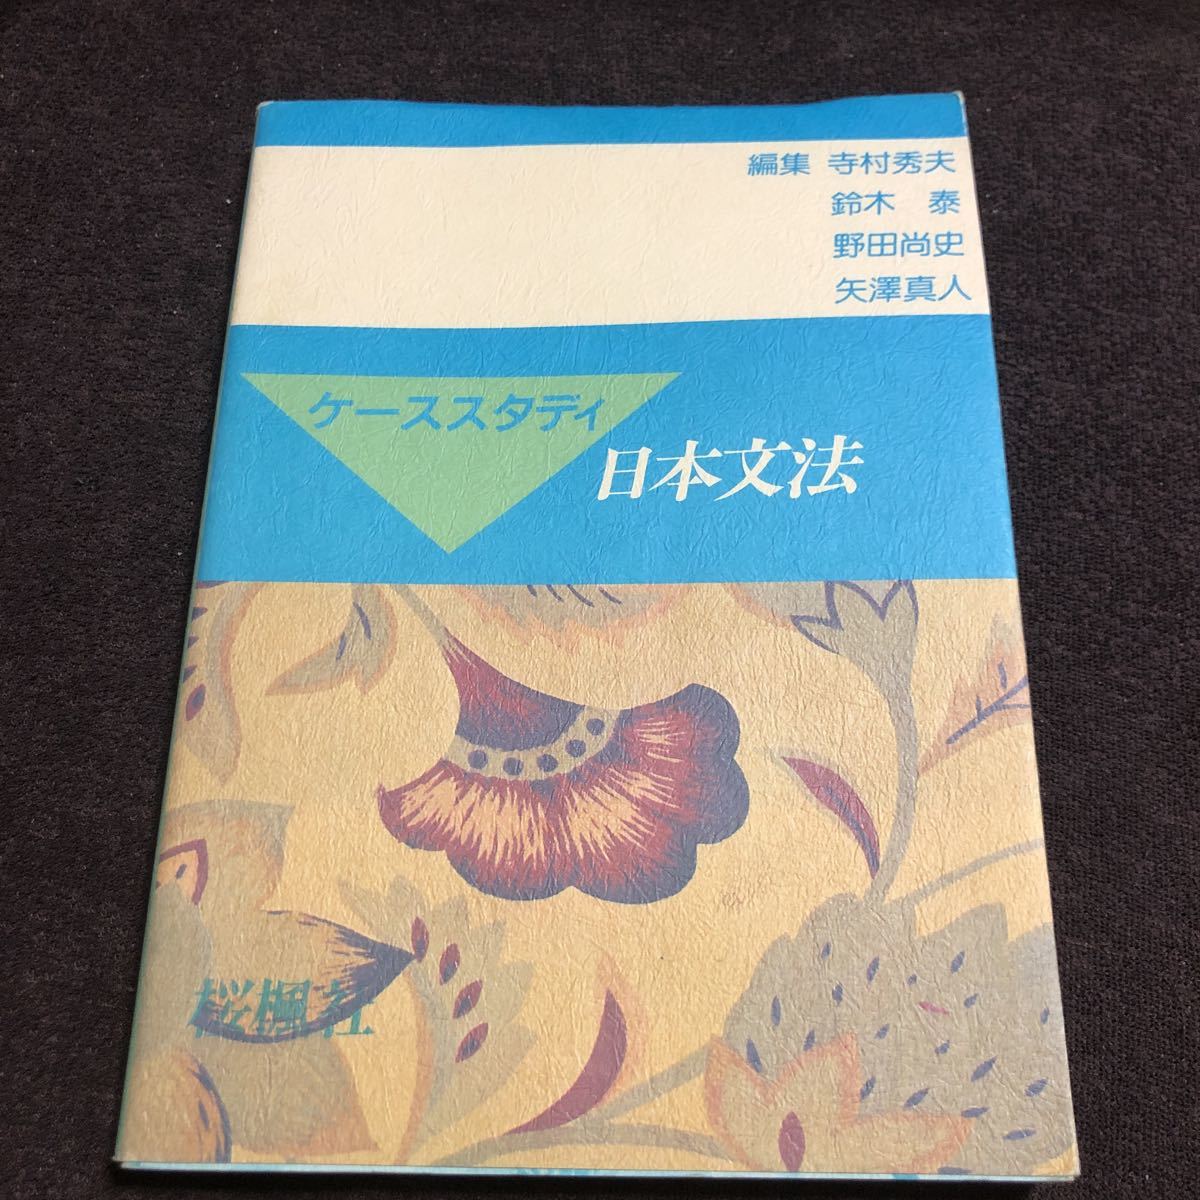 編集 寺村秀夫
鈴木 泰
野田尚史
矢澤真人
ケーススタディ
日本文法
桜楓社